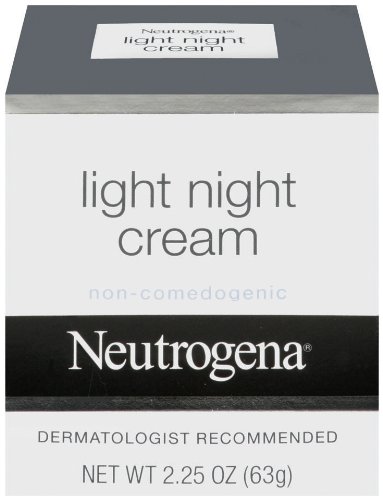 Neutrogena®
light night
cream
light night
cream
non-comedogenic
Neutrogena®
DERMATOLOGIST RECOMMENDED
NET WT 2.25 OZ (63g)